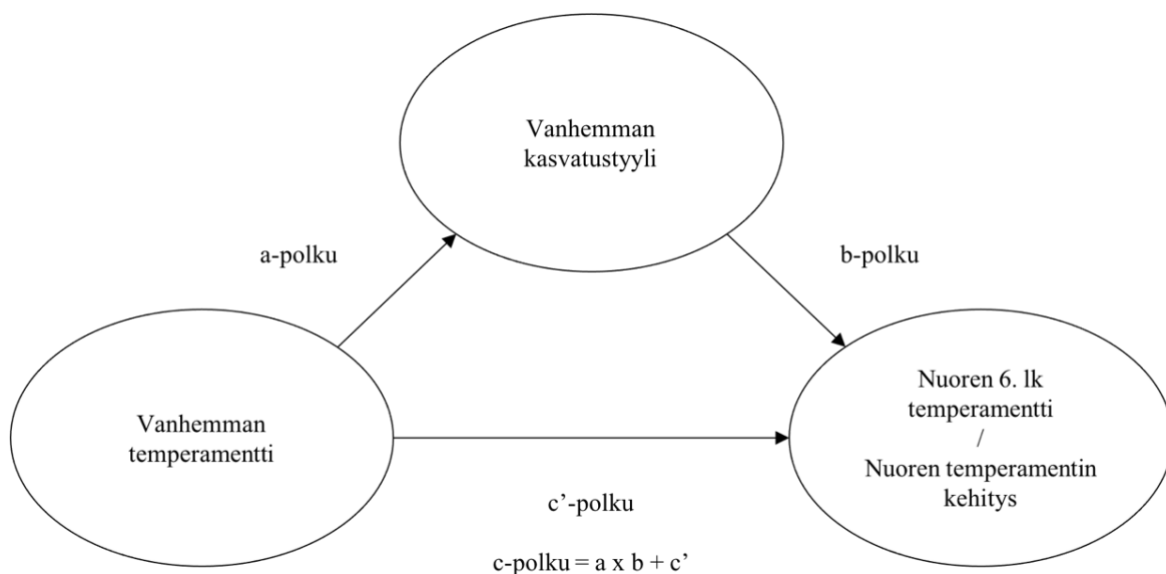 Vanhemman
kasvatustyyli
a-polku
b-polku
Vanhemman
temperamentti
Nuoren 6. lk
temperamentti
/
Nuoren temperamentin
kehitys
c’-polku
c-polku = a x b + c’